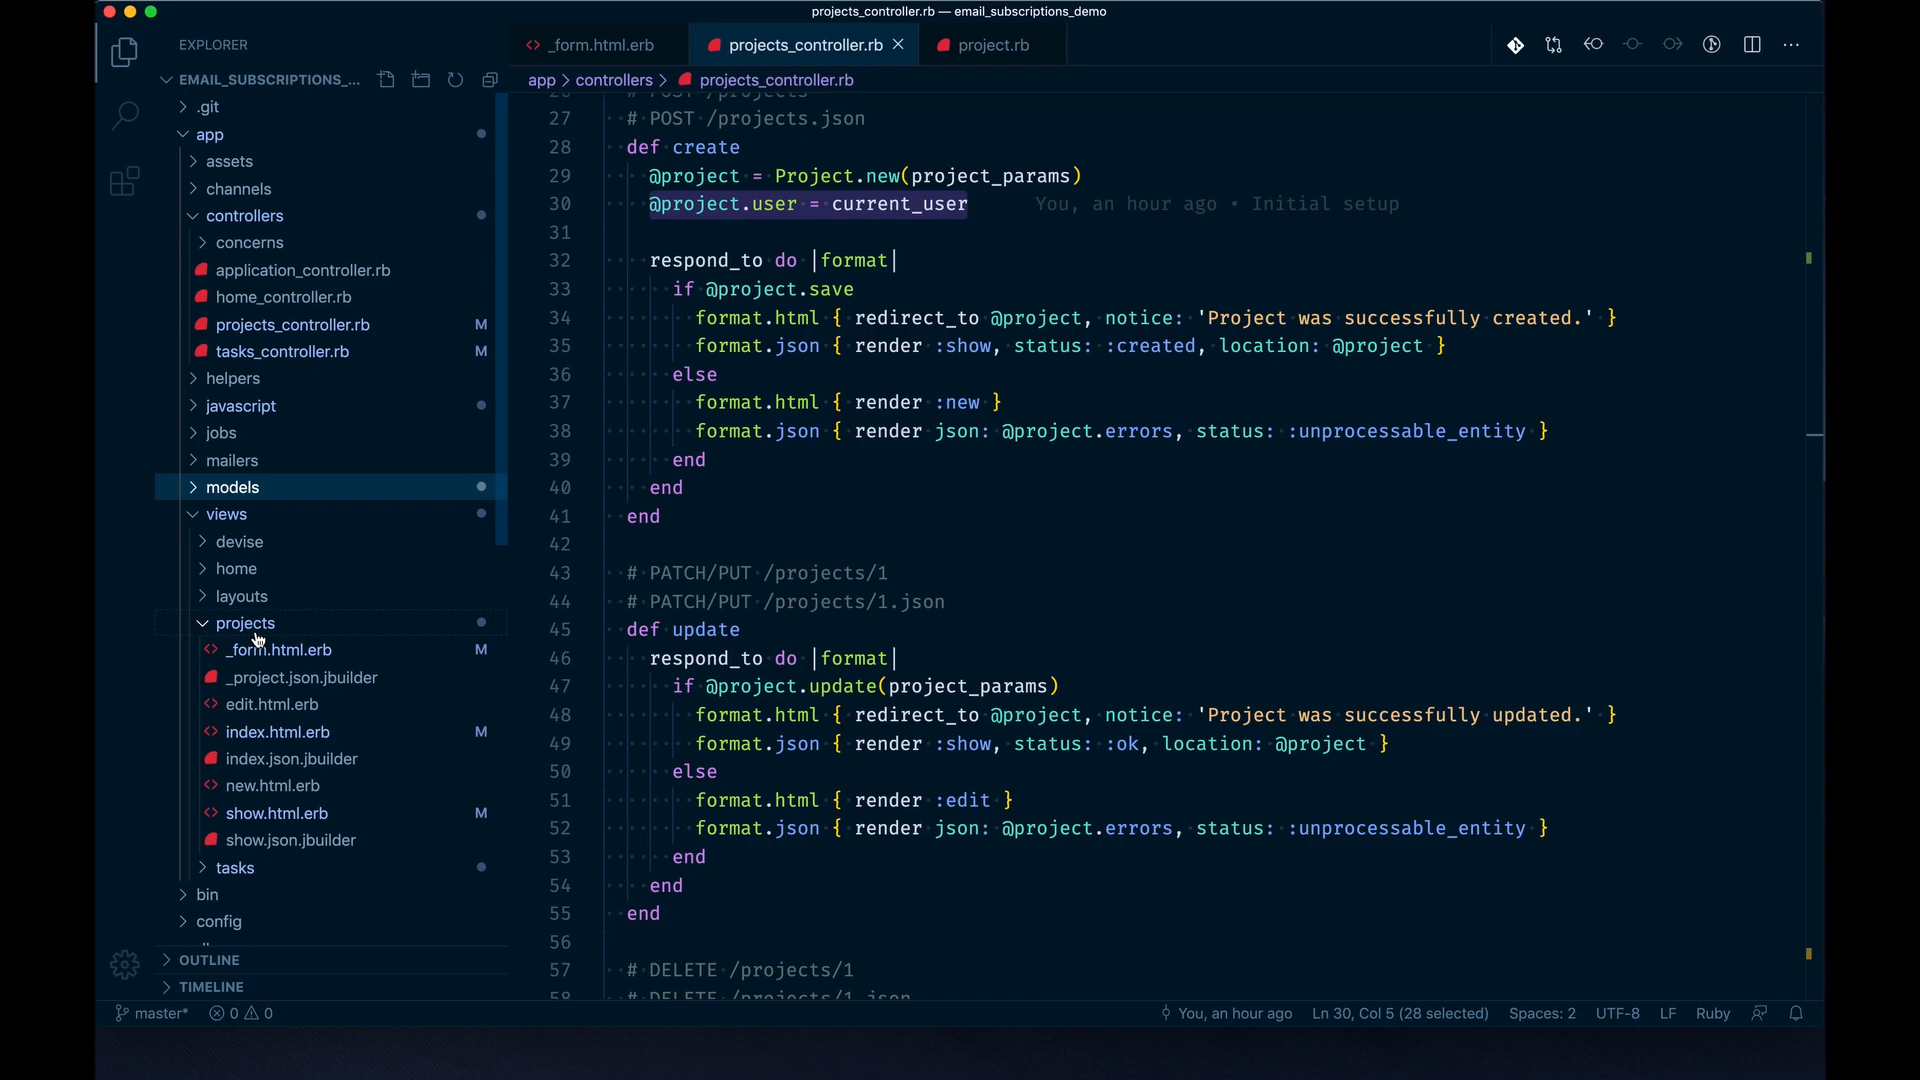 projects_controller.rb — email_subscriptions_demo
EXPLORER
_form.html.erb
projects_controller.rb
project.rb
EMAIL_SUBSCRIPTIONS_...
app > controllers > projects_controller.rb
.git
app
assets
channels
controllers
concerns
application_controller.rb
home_controller.rb
projects_controller.rb M
tasks_controller.rb M
helpers
javascript
jobs
mailers
models
views
devise
home
layouts
projects
_form.html.erb M
_project.json.jbuilder
edit.html.erb
index.html.erb M
index.json.jbuilder
new.html.erb
show.html.erb M
show.json.jbuilder
tasks
bin
config
OUTLINE
TIMELINE
26 # POST /projects
27 # POST /projects.json
28 def create
29 @project = Project.new(project_params)
30 @project.user = current_user You, an hour ago • Initial setup
31
32 respond_to do |format|
33 if @project.save
34 format.html { redirect_to @project, notice: 'Project was successfully created.' }
35 format.json { render :show, status: :created, location: @project }
36 else
37 format.html { render :new }
38 format.json { render json: @project.errors, status: :unprocessable_entity }
39 end
40 end
41 end
42
43 # PATCH/PUT /projects/1
44 # PATCH/PUT /projects/1.json
45 def update
46 respond_to do |format|
47 if @project.update(project_params)
48 format.html { redirect_to @project, notice: 'Project was successfully updated.' }
49 format.json { render :show, status: :ok, location: @project }
50 else
51 format.html { render :edit }
52 format.json { render json: @project.errors, status: :unprocessable_entity }
53 end
54 end
55 end
56
57 # DELETE /projects/1
58 # DELETE /projects/1.json
master* 0 0
You, an hour ago Ln 30, Col 5 (28 selected) Spaces: 2 UTF-8 LF Ruby